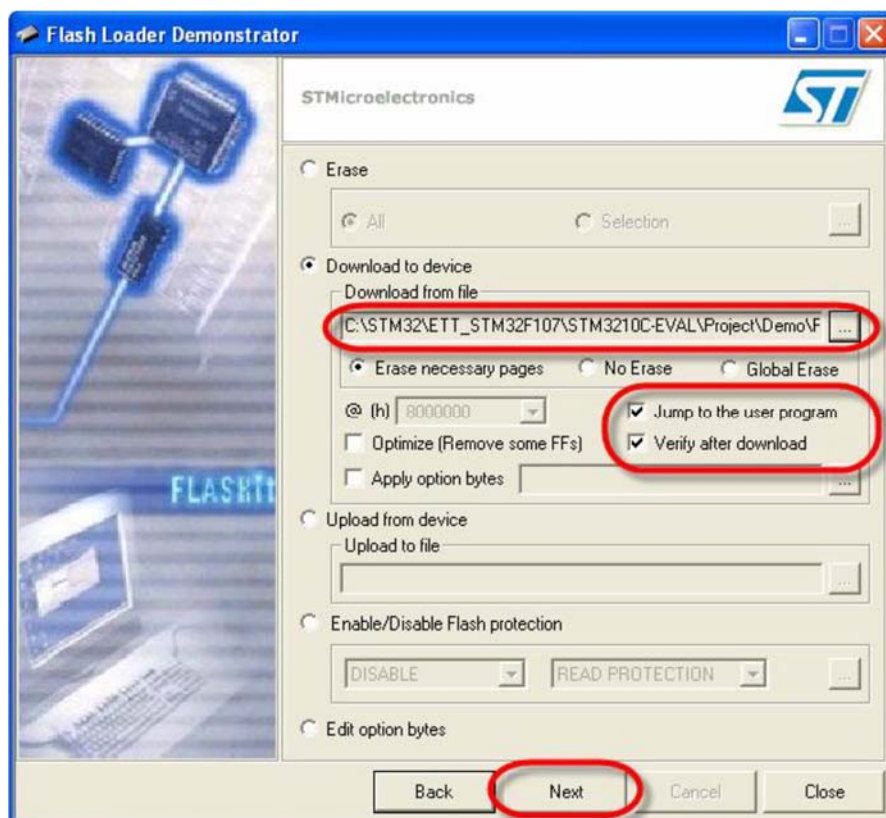 Flash Loader Demonstrator
STMicroelectronics
ST
Erase
All Selection ...
Download to device
Download from file
C:\STM32\ETT_STM32F107\STM3210C-EVAL\Project\Demo\F ...
Erase necessary pages No Erase Global Erase
@ (h) 8000000 Jump to the user program
Optimize (Remove some FFs) Verify after download
Apply option bytes ...
FLASHit
Upload from device
Upload to file
...
Enable/Disable Flash protection
DISABLE READ PROTECTION ...
Edit option bytes
Back Next Cancel Close